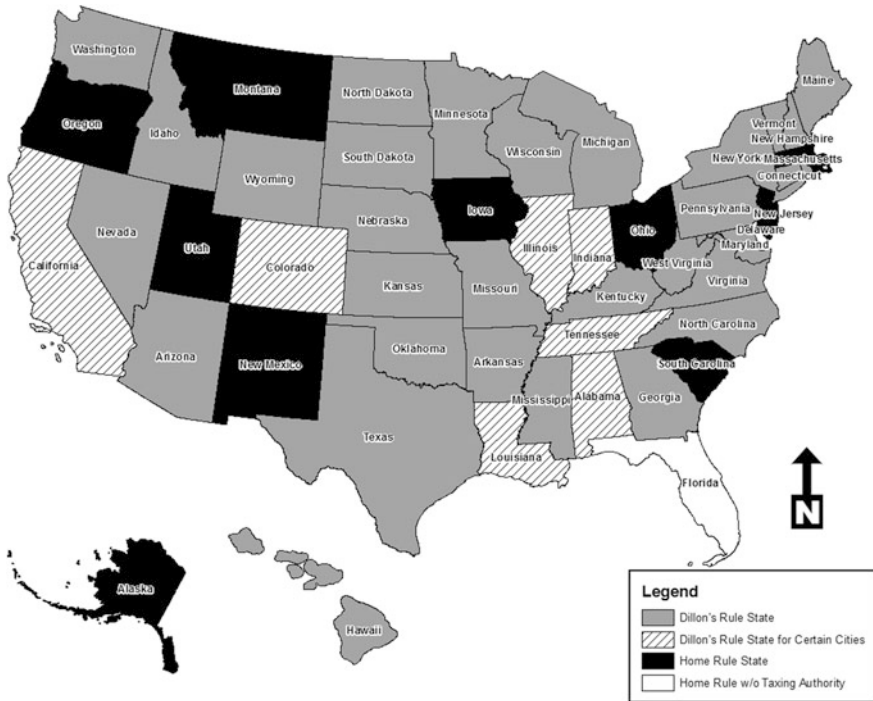 Washington
Montana
North Dakota
Minnesota
Maine
Oregon
Idaho
Vermont
New Hampshire
Wisconsin
Michigan
South Dakota
New York
Massachusetts
Connecticut
Wyoming
Iowa
Pennsylvania
Nebraska
New Jersey
Nevada
Utah
Illinois
Indiana
Ohio
Delaware
Maryland
California
Colorado
West Virginia
Kansas
Missouri
Virginia
Kentucky
North Carolina
Tennessee
Arizona
New Mexico
Oklahoma
Arkansas
South Carolina
Mississippi
Alabama
Georgia
Texas
Louisiana
Florida
N
Alaska
Hawaii
Legend
Dillon's Rule State
Dillon's Rule State for Certain Cities
Home Rule State
Home Rule w/o Taxing Authority